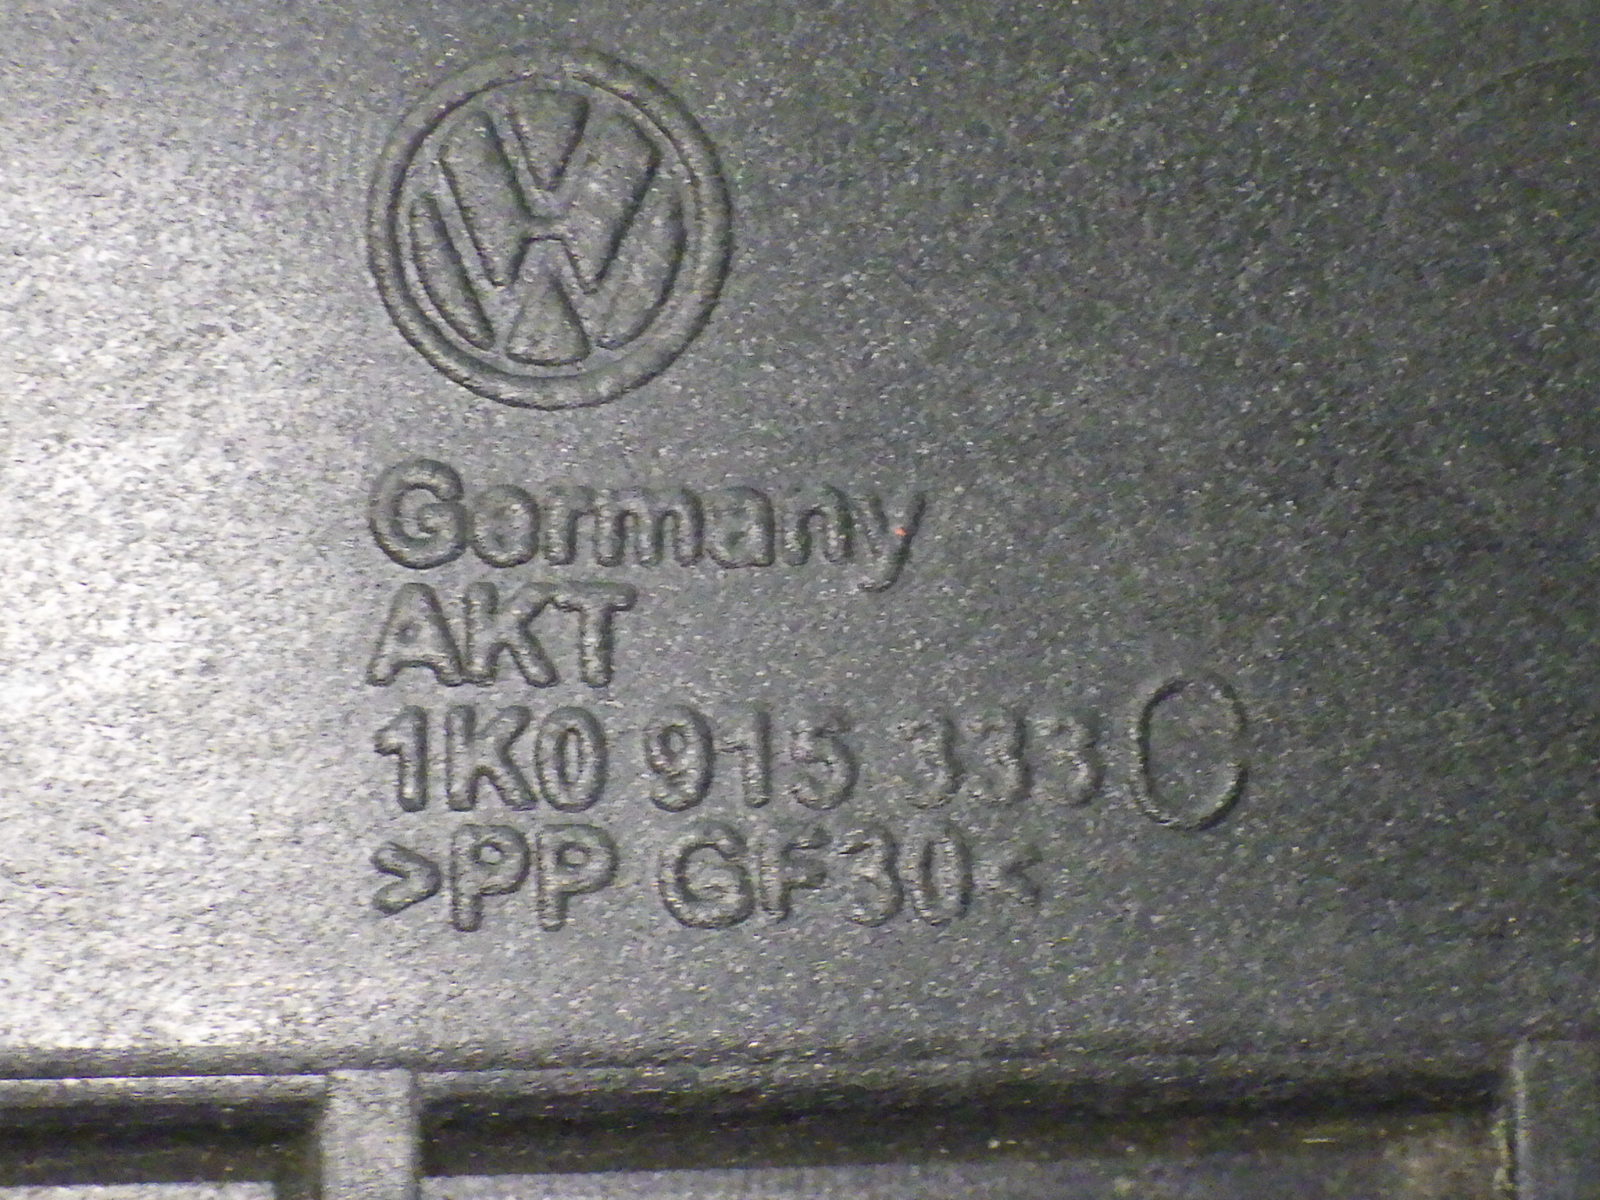 Germany
AKT
1K0 915 333
>PP GF30<